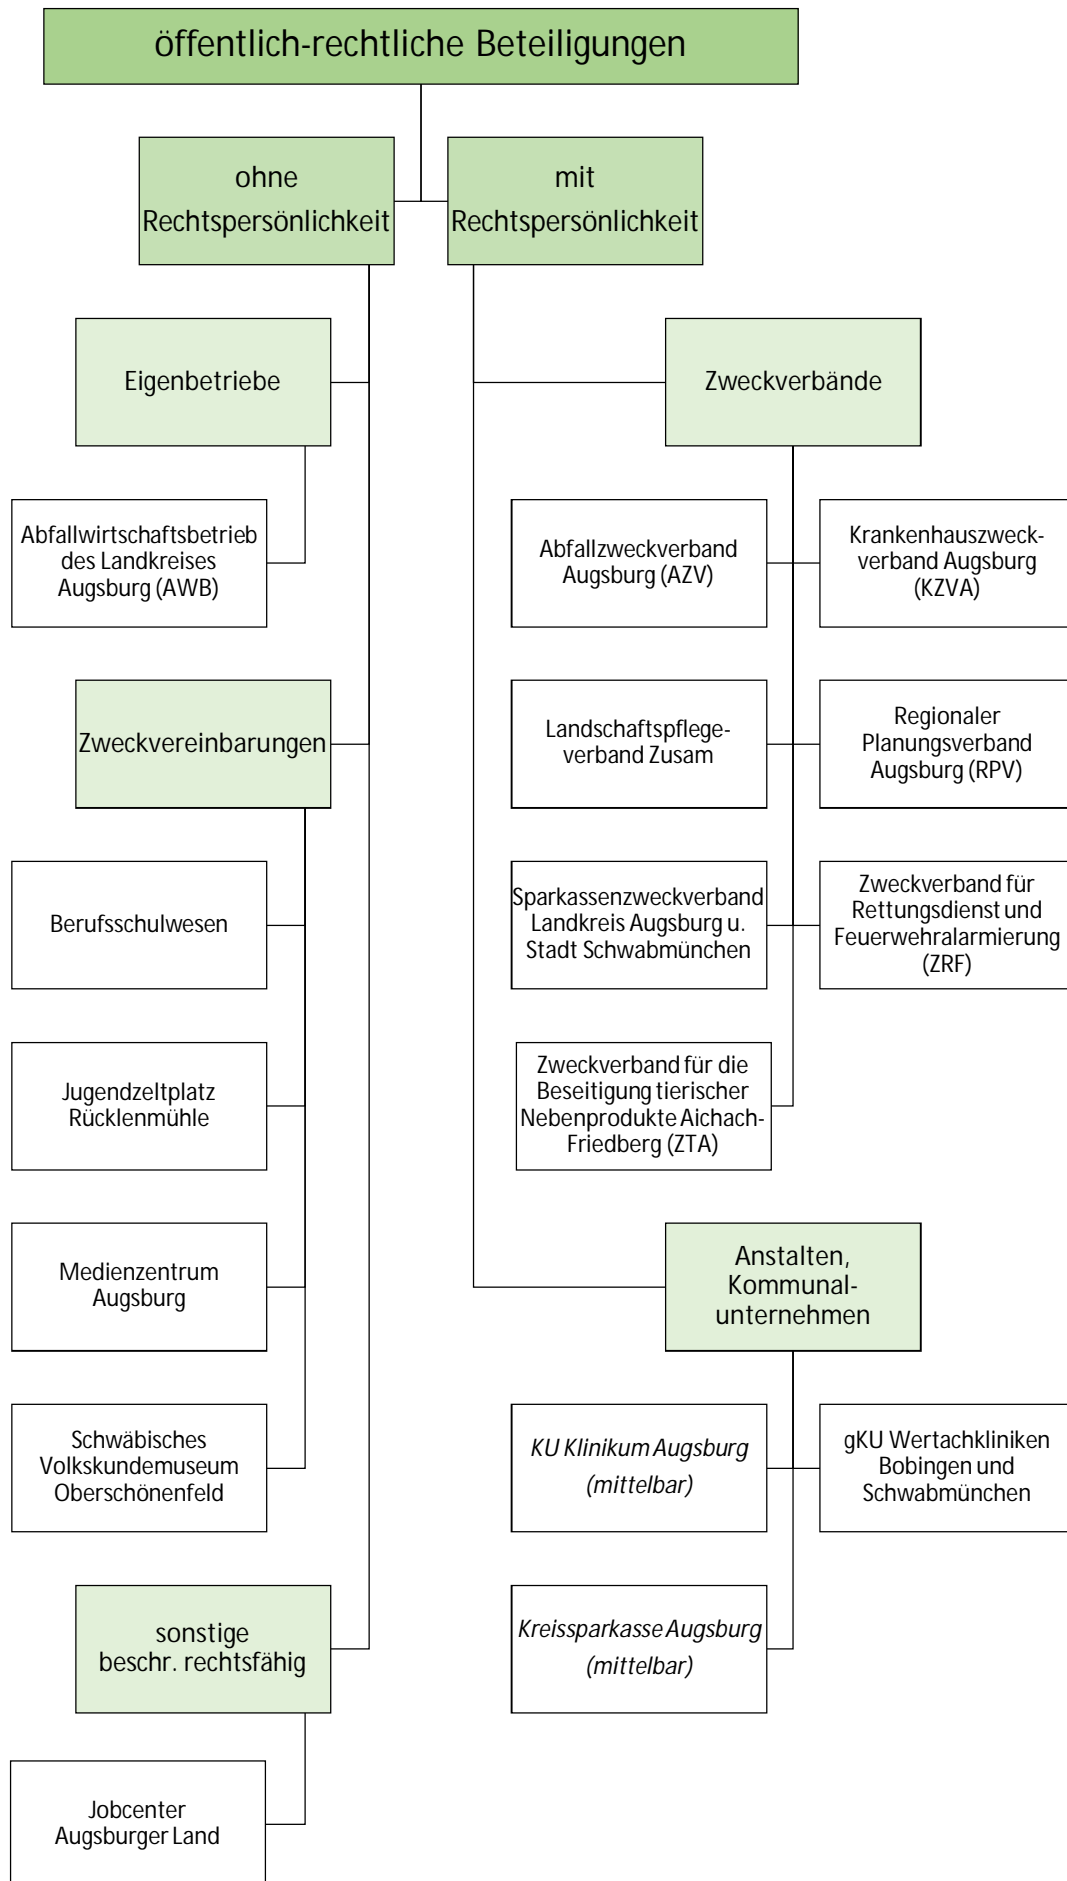 öffentlich-rechtliche Beteiligungen
ohne
Rechtspersönlichkeit
mit
Rechtspersönlichkeit
Eigenbetriebe
Abfallwirtschaftsbetrieb
des Landkreises
Augsburg (AWB)
Zweckvereinbarungen
Berufsschulwesen
Jugendzeltplatz
Rücklenmühle
Medienzentrum
Augsburg
Schwäbisches
Volkskundemuseum
Oberschönenfeld
sonstige
beschr. rechtsfähig
Jobcenter
Augsburger Land
Zweckverbände
Abfallzweckverband
Augsburg (AZV)
Krankenhauszweck-
verband Augsburg
(KZVA)
Landschaftspflege-
verband Zusam
Regionaler
Planungsverband
Augsburg (RPV)
Sparkassenzweckverband
Landkreis Augsburg u.
Stadt Schwabmünchen
Zweckverband für
Rettungsdienst und
Feuerwehralarmierung
(ZRF)
Zweckverband für die
Beseitigung tierischer
Nebenprodukte Aichach-
Friedberg (ZTA)
Anstalten,
Kommunal-
unternehmen
KU Klinikum Augsburg
(mittelbar)
gKU Wertachkliniken
Bobingen und
Schwabmünchen
Kreissparkasse Augsburg
(mittelbar)